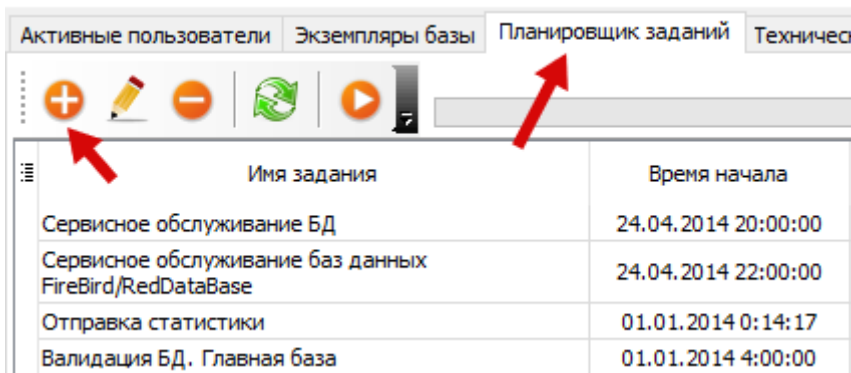 Активные пользователи Экземпляры базы Планировщик заданий Техничес
Имя задания Время начала
Сервисное обслуживание БД 24.04.2014 20:00:00
Сервисное обслуживание баз данных
FireBird/RedDataBase 24.04.2014 22:00:00
Отправка статистики 01.01.2014 0:14:17
Валидация БД. Главная база 01.01.2014 4:00:00